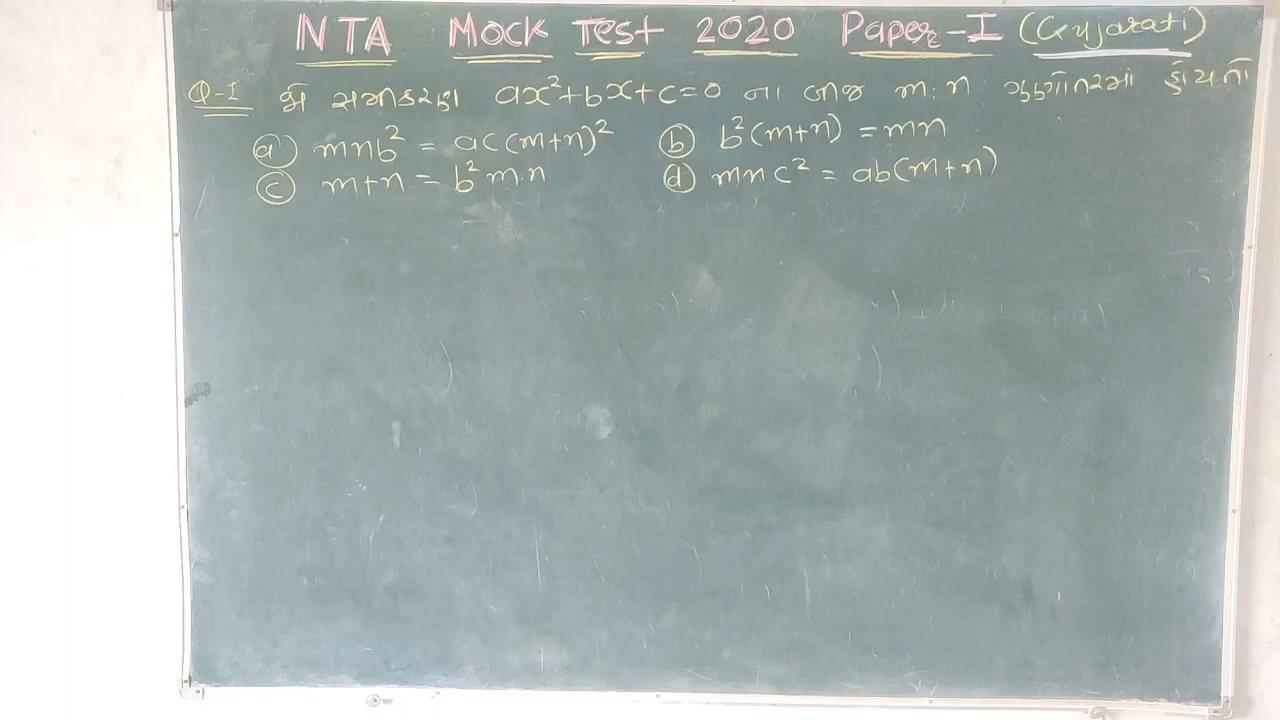 NTA Mock Test 2020 Paper-I (Gujarati)
Q-1 જો સમીકરણ ax²+bx+c=0 ના બીજ m:n ગુણોત્તરમાં હોય તો
(a) mnb² = ac(m+n)² (b) b²(m+n) = mn
(c) m+n = b²m.n (d) mnc² = ab(m+n)